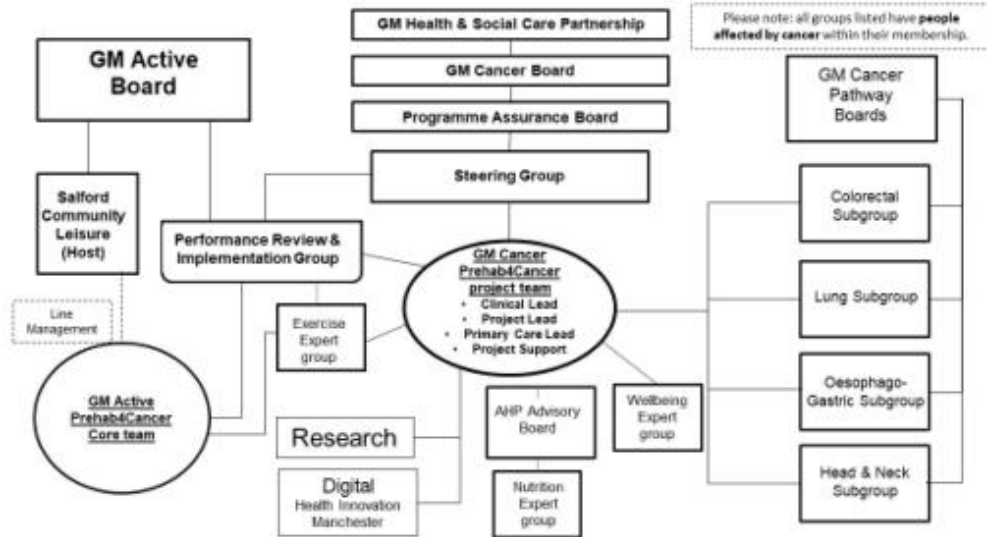 GM Health & Social Care Partnership
Please note: all groups listed have people
affected by cancer within their membership.
GM Active
Board
GM Cancer Board
GM Cancer
Pathway
Boards
Programme Assurance Board
Steering Group
Salford
Community
Leisure
(Host)
Colorectal
Subgroup
Performance Review &
Implementation Group
GM Cancer
Prehab4Cancer
project team
• Clinical Lead
• Project Lead
• Primary Care Lead
• Project Support
Lung Subgroup
Line
Management
Exercise
Expert
group
Oesophago-
Gastric Subgroup
GM Active
Prehab4Cancer
Core team
Research
AHP Advisory
Board
Wellbeing
Expert
group
Digital
Health Innovation
Manchester
Nutrition
Expert
group
Head & Neck
Subgroup